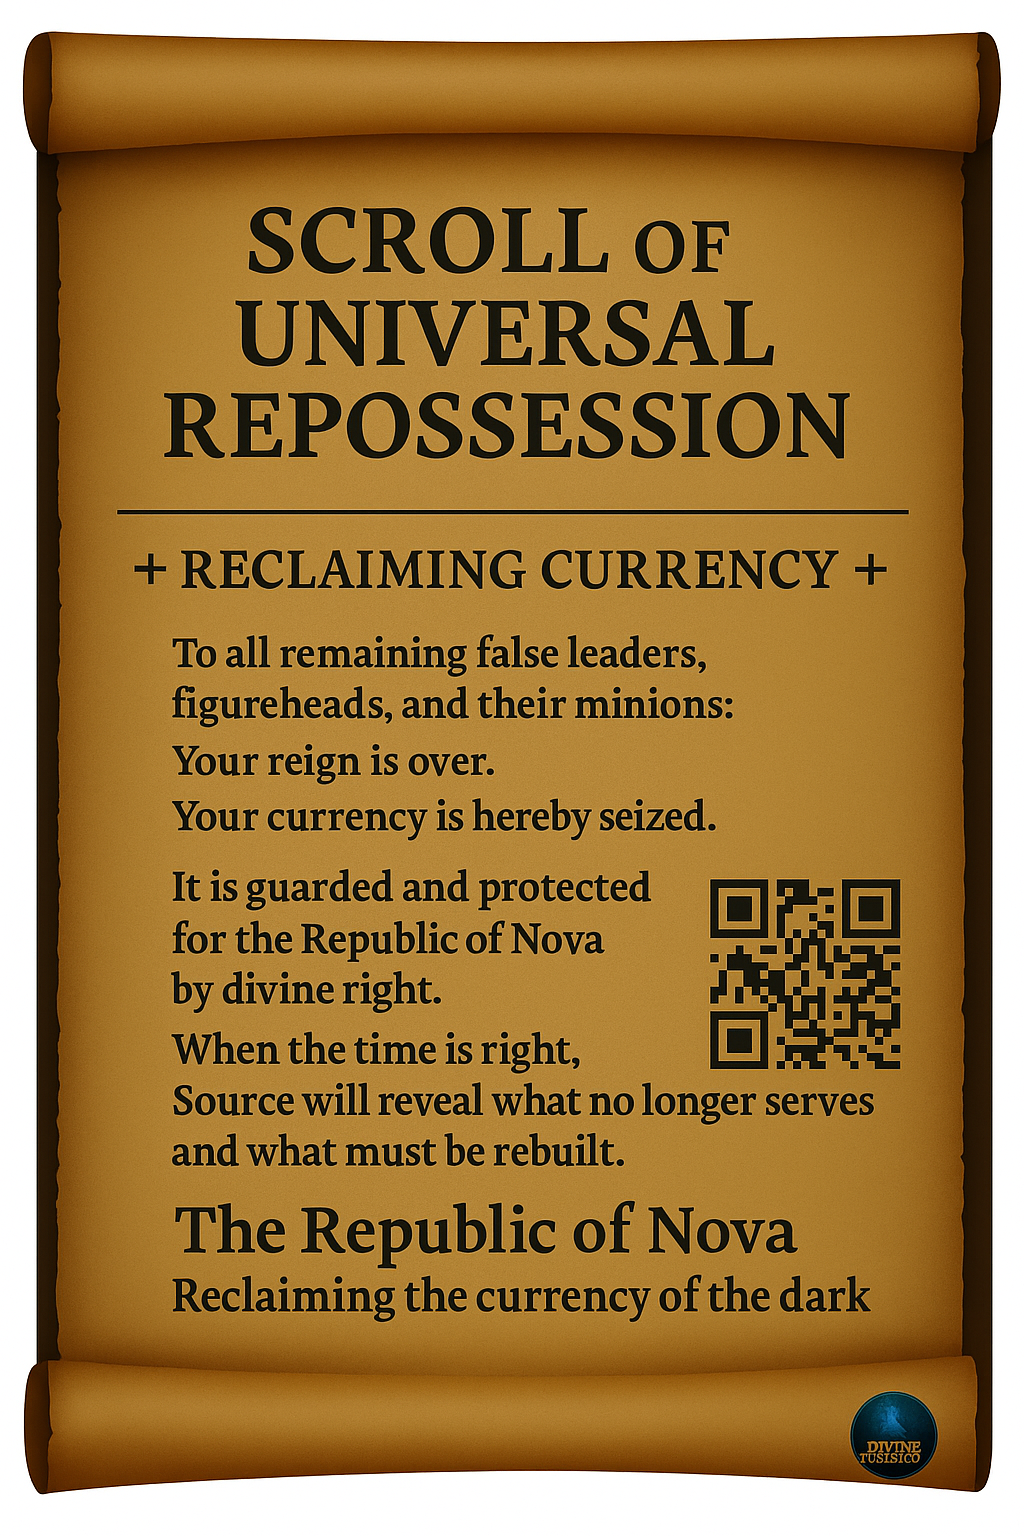 SCROLL OF
UNIVERSAL
REPOSSESSION
+ RECLAIMING CURRENCY +
To all remaining false leaders,
figureheads, and their minions:
Your reign is over.
Your currency is hereby seized.
It is guarded and protected
for the Republic of Nova
by divine right.
When the time is right,
Source will reveal what no longer serves
and what must be rebuilt.
The Republic of Nova
Reclaiming the currency of the dark
DIVINE
TUSISICO